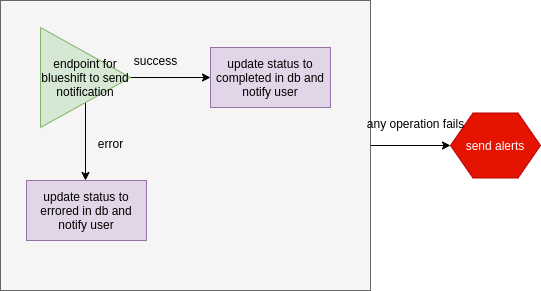 endpoint for
blueshift to send
notification
success
update status to
completed in db and
notify user
error
update status to
errored in db and
notify user
any operation fails
send alerts